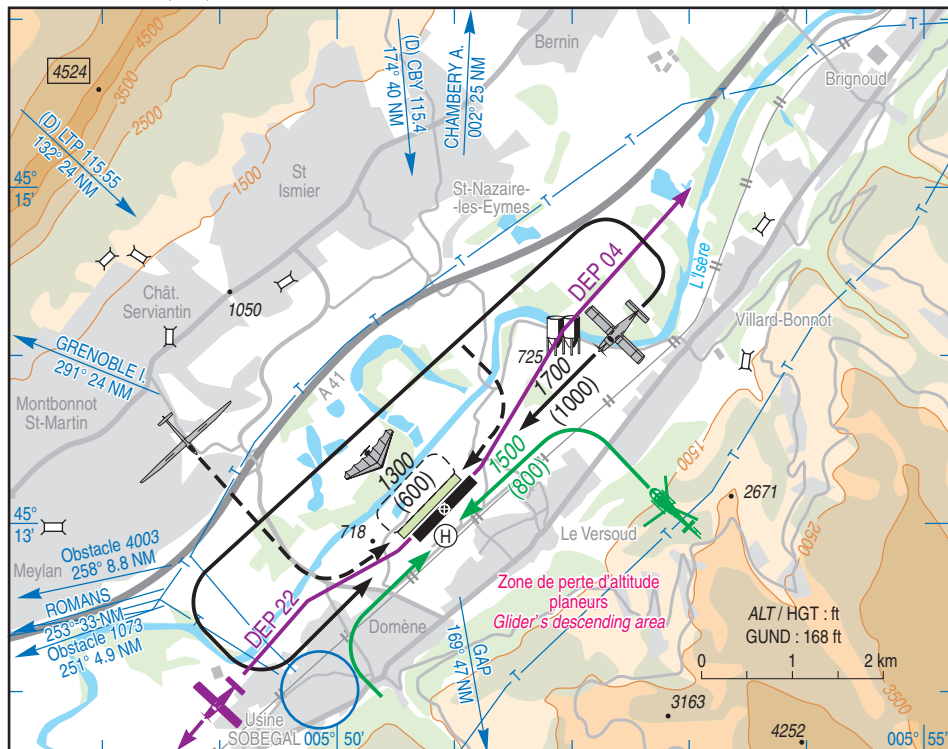 4524
4500
3500
2500
1500
(D) LTP 115.55
132° 24 NM
(D) CBY 115.4
174° 40 NM
CHAMBERY A.
002° 25 NM
Bernin
Brignoud
T
T
45°
15'
St
Ismier
St-Nazaire-
-les-Eymes
L'Isère
DEP 04
Chât.
Serviantin
1050
GRENOBLE I.
291° 24 NM
A 41
725
1700
(1000)
Villard-Bonnot
Montbonnot
St-Martin
T
T
1300
(600)
1500
(800)
1500
2671
2500
45°
13'
718
H
Le Versoud
Meylan
Obstacle 4003
258° 8.8 NM
ROMANS
253° 33 NM
Obstacle 1073
251° 4.9 NM
DEP 22
Domène
Zone de perte d'altitude
planeurs
Glider's descending area
GAP
169° 47 NM
ALT / HGT : ft
GUND : 168 ft
0 1 2 km
3500
3163
4252
Usine
SOBEGAL
005° 50'
005° 55'